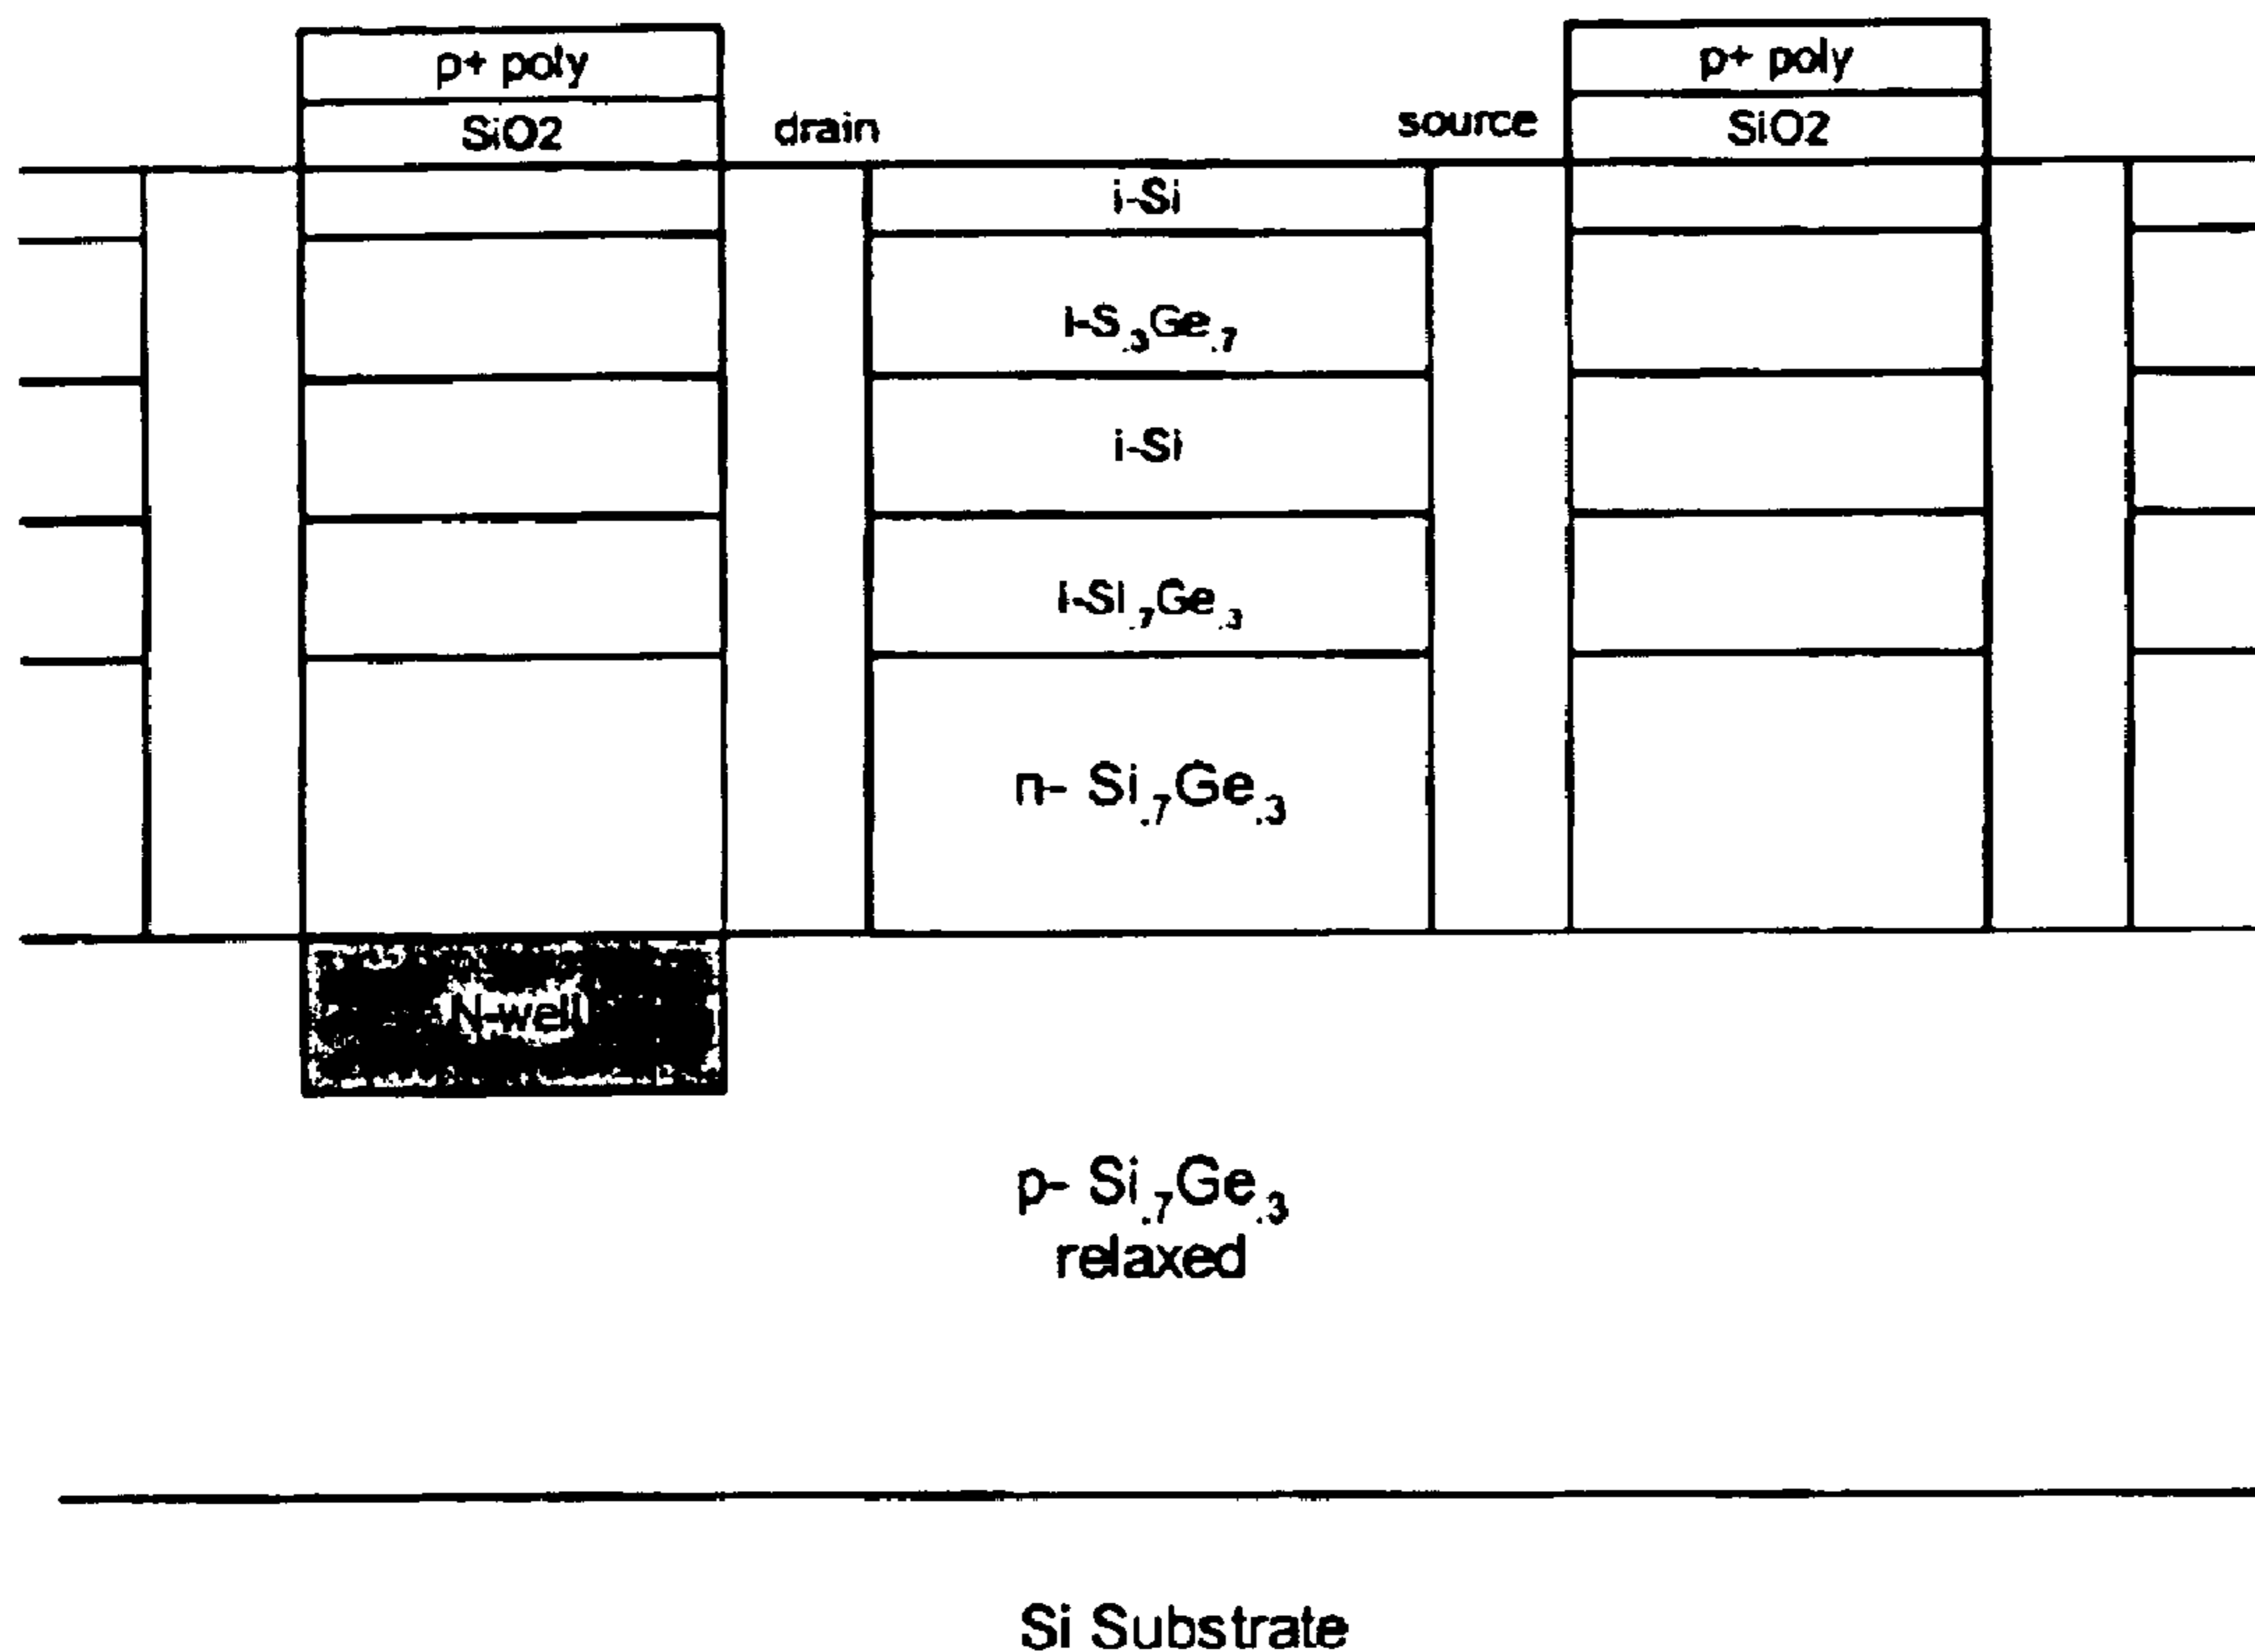 p+ poly
p+ poly
SiO2
drain
source
SiO2
i-Si
i-S.3Ge.7
i-Si
i-Si.7Ge.3
n- Si.7Ge.3
N-well
p- Si.7Ge.3
relaxed
Si Substrate